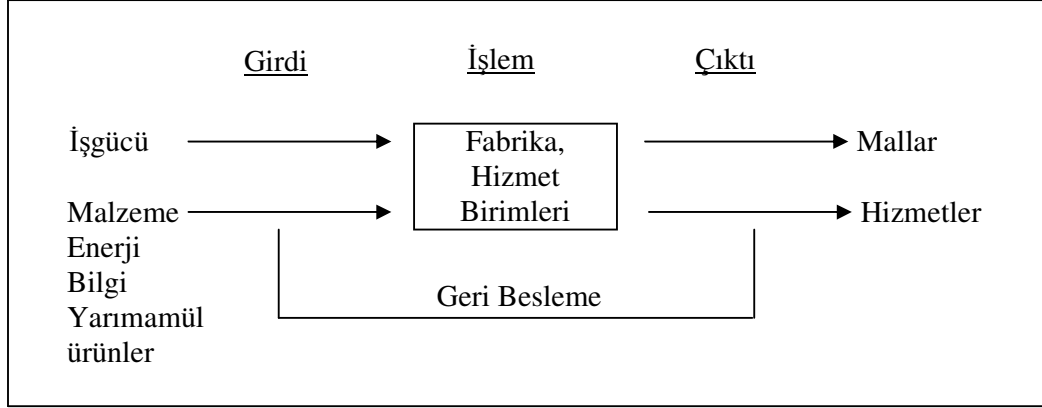 Girdi İşlem Çıktı
İşgücü Fabrika, Mallar
Hizmet
Malzeme Birimleri Hizmetler
Enerji
Bilgi
Geri Besleme
Yarımamül
ürünler